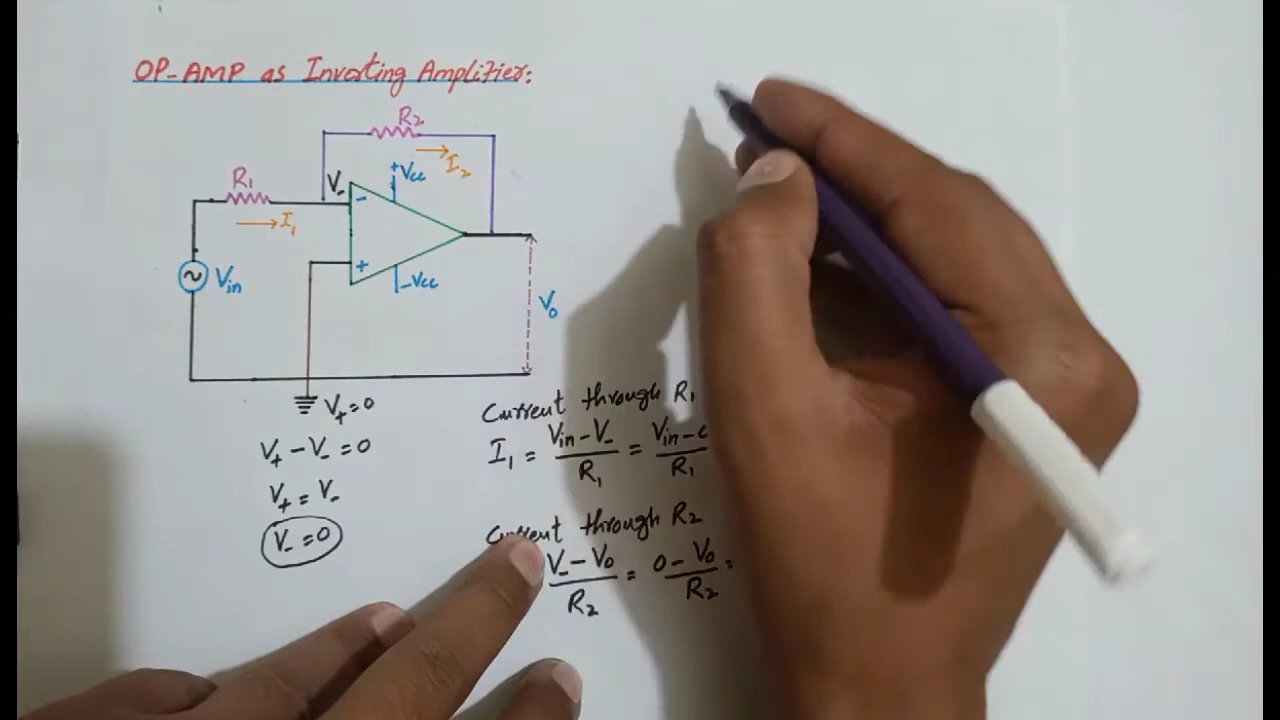 OP-AMP as Inverting Amplifier:
R2
I2
+Vcc
R1
V-
I1
-
+
Vin
-Vcc
V0
V+=0
V+ - V- = 0
V+ = V-
V- = 0
Current through R1
I1 = Vin - V- / R1 = Vin - / R1
Current through R2
V- - V0 / R2 = 0 - V0 / R2 =